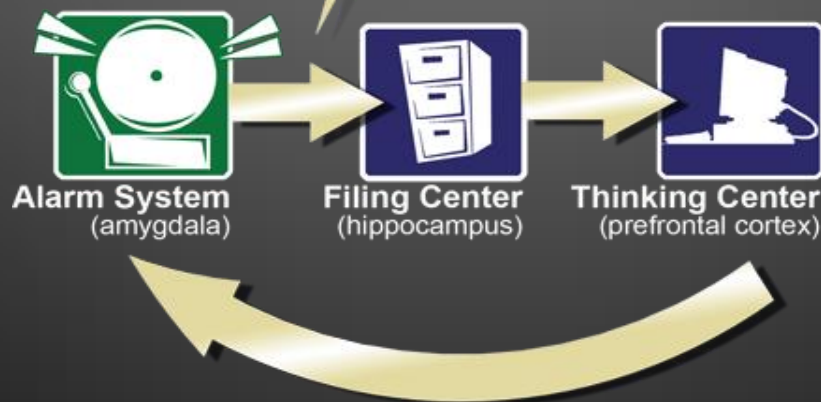 Alarm System
(amygdala)
Filing Center
(hippocampus)
Thinking Center
(prefrontal cortex)